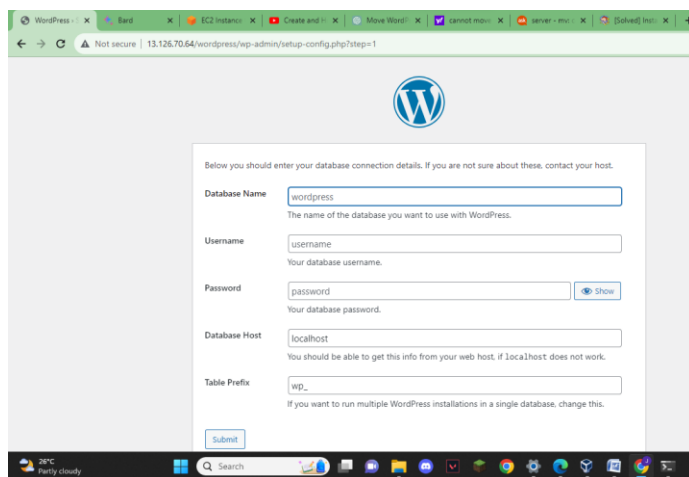 WordPress › S
Bard
EC2 Instance
Create and H
Move WordP
cannot move
server - mv: c
[Solved] Insta
Not secure | 13.126.70.64/wordpress/wp-admin/setup-config.php?step=1
Below you should enter your database connection details. If you are not sure about these, contact your host.
Database Name
wordpress
The name of the database you want to use with WordPress.
Username
username
Your database username.
Password
password
Show
Your database password.
Database Host
localhost
You should be able to get this info from your web host, if localhost does not work.
Table Prefix
wp_
If you want to run multiple WordPress installations in a single database, change this.
Submit
26°C
Partly cloudy
Search